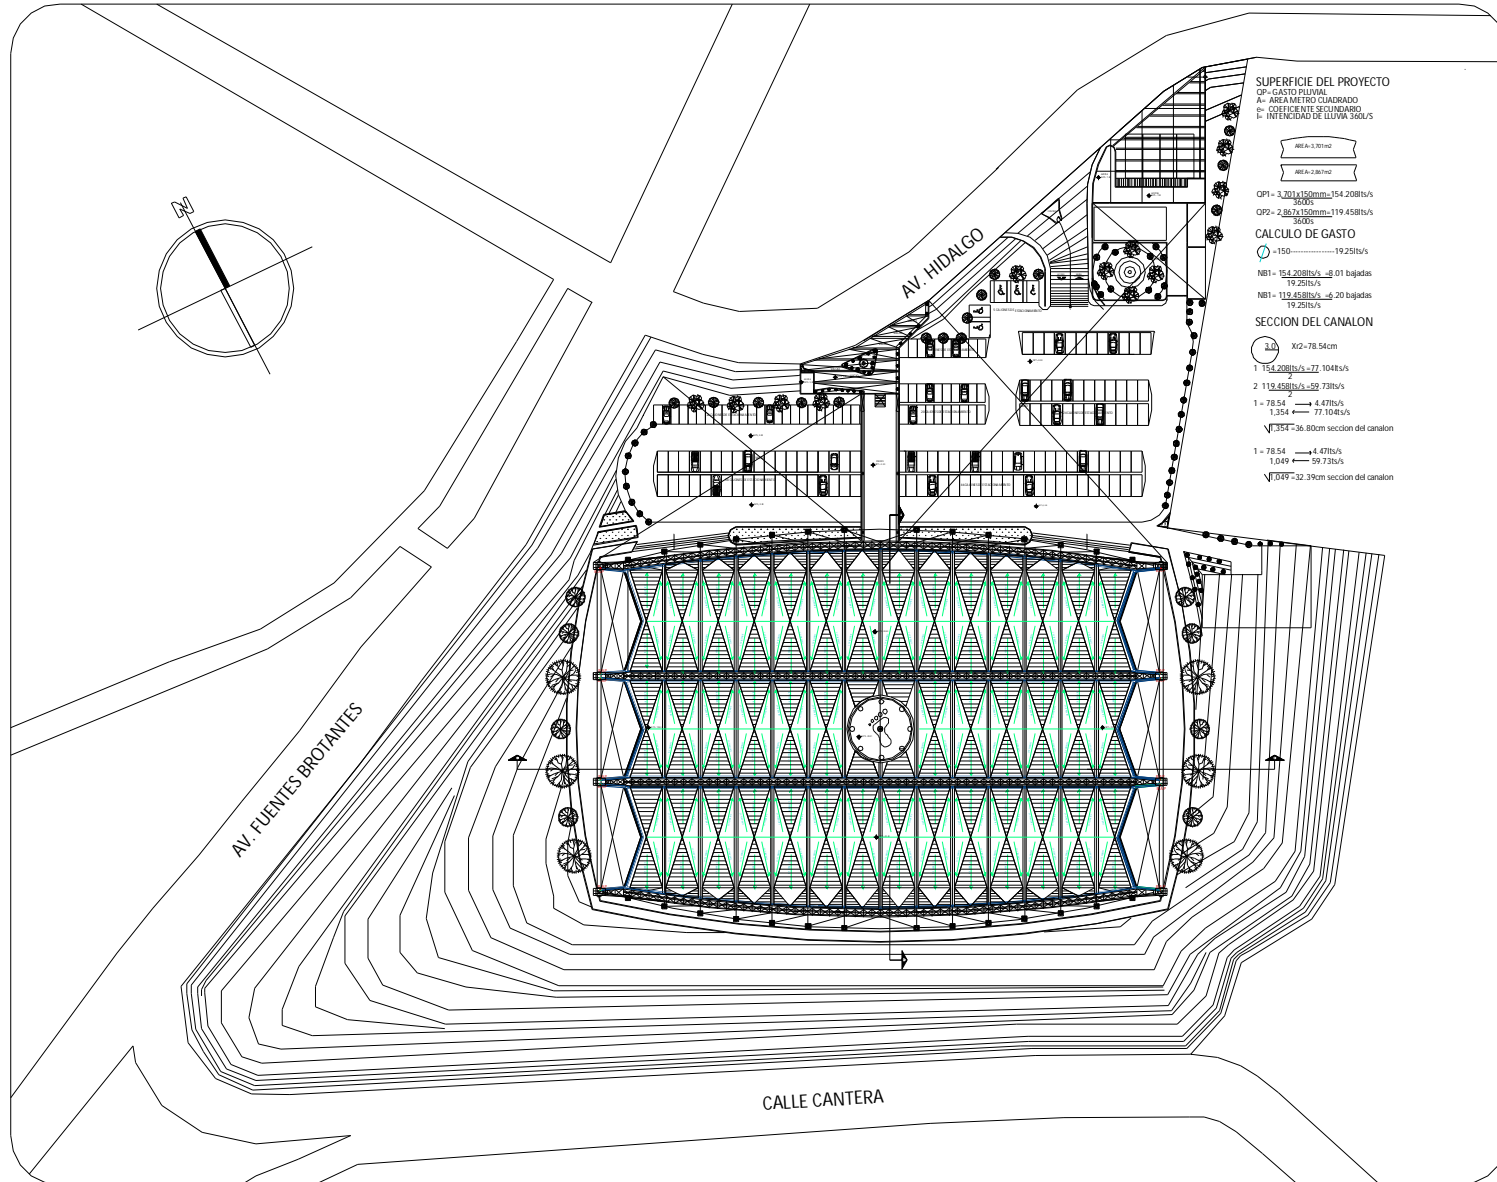 N
AV. HIDALGO
AV. FUENTES BROTANTES
CALLE CANTERA
SUPERFICIE DEL PROYECTO
QP= GASTO PLUVIAL
A= AREA METRO CUADRADO
e= COEFICIENTE SECUNDARIO
I= INTENCIDAD DE LLUVIA 360L/S
AREA=3,701m2
AREA=2,867m2
QP1= 3,701x150mm=154.208lts/s
3600s
QP2= 2,867x150mm=119.458lts/s
3600s
CALCULO DE GASTO
=150-----------------19.25lts/s
NB1= 154.208lts/s =8.01 bajadas
19.25lts/s
NB1= 119.458lts/s =6.20 bajadas
19.25lts/s
SECCION DEL CANALON
3.0 Xr2=78.54cm
1 154.208lts/s =77.104lts/s
2
2 119.458lts/s =59.73lts/s
2
1 = 78.54 → 4.47lts/s
1,354 ← 77.104ts/s
√1,354 =36.80cm seccion del canalon
1 = 78.54 → 4.47lts/s
1,049 ← 59.73ts/s
√1,049 =32.39cm seccion del canalon